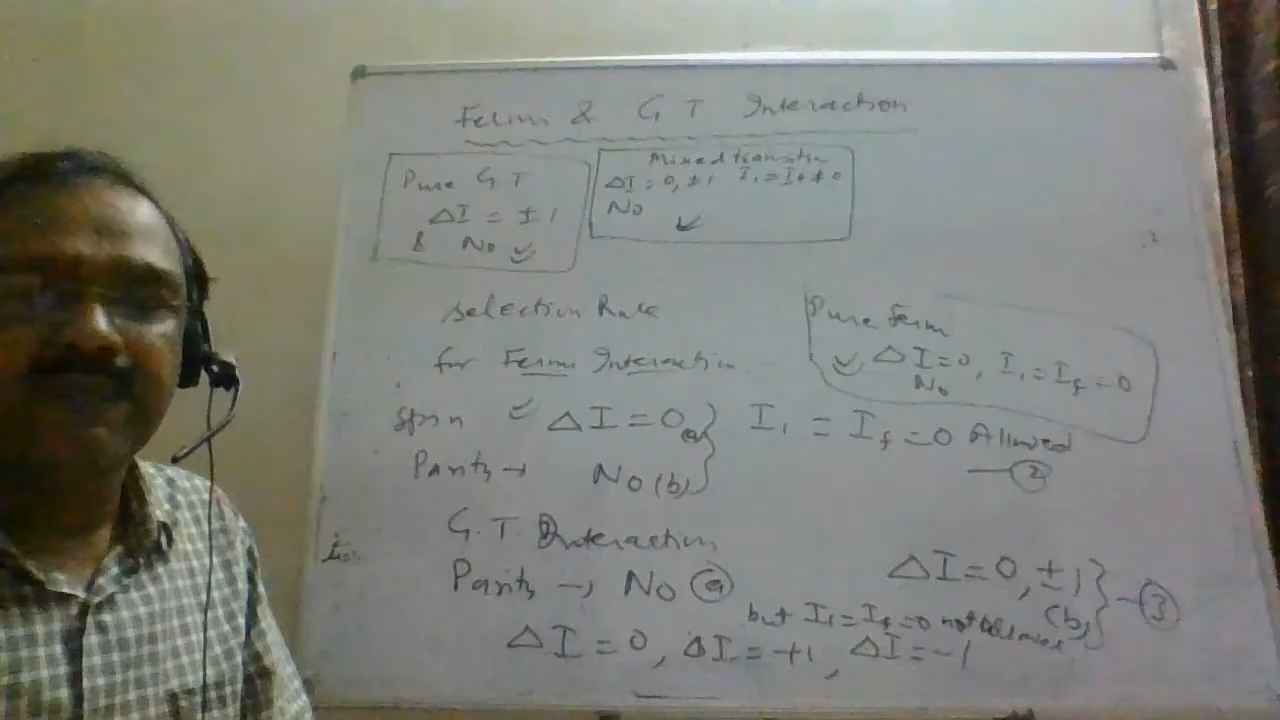 Fermi & G T Interaction
Pure G T
ΔI = ± 1
& No ✓
Mixed transition
ΔI = 0, ± 1 I₁ = I_f ≠ 0
No
✓
Selection Rule
for Fermi Interaction
Pure Fermi
✓ ΔI = 0, I₁ = I_f = 0
No
Spin ✓ ΔI = 0 (a) } I₁ = I_f = 0 Allowed
Parity → No (b) — ②
G. T. Interaction
Parity → No ⓐ ΔI = 0, ± 1 } — ③
but I₁ = I_f = 0 not allowed (b)
ΔI = 0, ΔI = +1, ΔI = -1